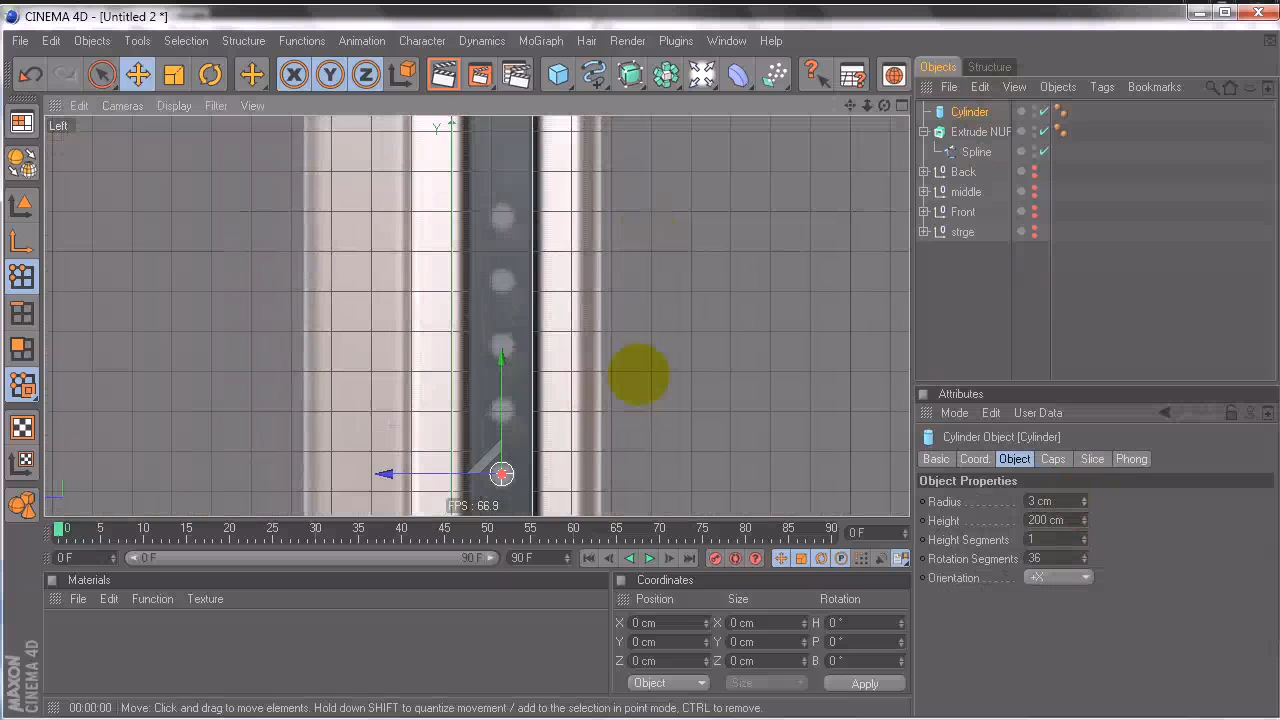 CINEMA 4D - [Untitled 2 *]
File Edit Objects Tools Selection Structure Functions Animation Character Dynamics MoGraph Hair Render Plugins Window Help
X Y Z
Objects Structure
File Edit View Objects Tags Bookmarks
Edit Cameras Display Filter View
Left
Y
Cylinder
Extrude NUR
Spline
Back
middle
Front
strge
FPS : 66.9
Attributes
Mode Edit User Data
Cylinder Object [Cylinder]
Basic Coord. Object Caps Slice Phong
Object Properties
Radius 3 cm
Height 200 cm
Height Segments 1
Rotation Segments 36
Orientation +X
0 5 10 15 20 25 30 35 40 45 50 55 60 65 70 75 80 85 90 0 F
0 F 0 F 90 F 90 F
Materials
File Edit Function Texture
Coordinates
Position Size Rotation
X 0 cm X 0 cm H 0 °
Y 0 cm Y 0 cm P 0 °
Z 0 cm Z 0 cm B 0 °
Object Size Apply
MAXON CINEMA 4D
00:00:00 Move: Click and drag to move elements. Hold down SHIFT to quantize movement / add to the selection in point mode, CTRL to remove.